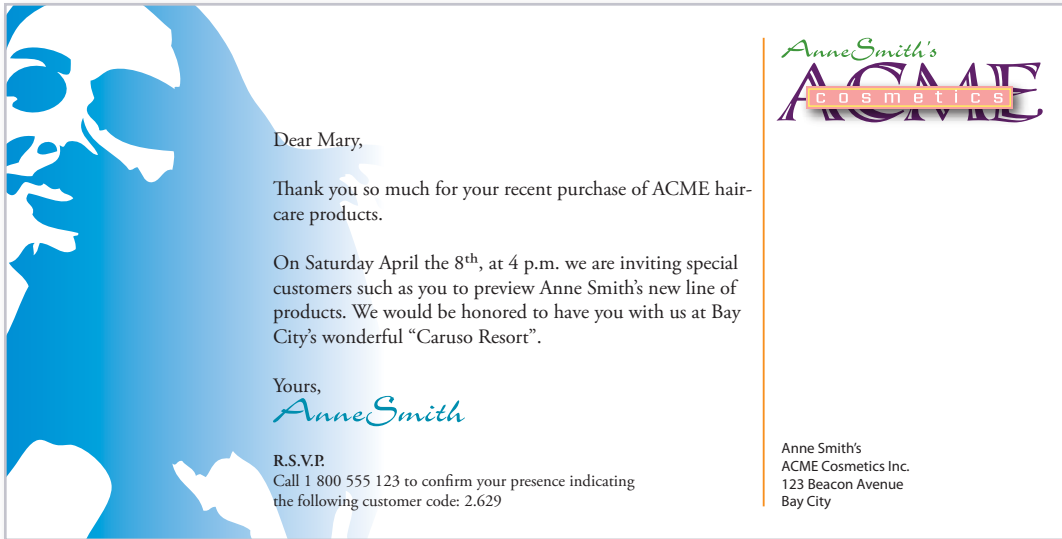 Dear Mary,
Thank you so much for your recent purchase of ACME hair-
care products.
On Saturday April the 8th, at 4 p.m. we are inviting special
customers such as you to preview Anne Smith’s new line of
products. We would be honored to have you with us at Bay
City’s wonderful “Caruso Resort”.
Yours,
AnneSmith
R.S.V.P.
Call 1 800 555 123 to confirm your presence indicating
the following customer code: 2.629
AnneSmith's
ACME
cosmetics
Anne Smith’s
ACME Cosmetics Inc.
123 Beacon Avenue
Bay City